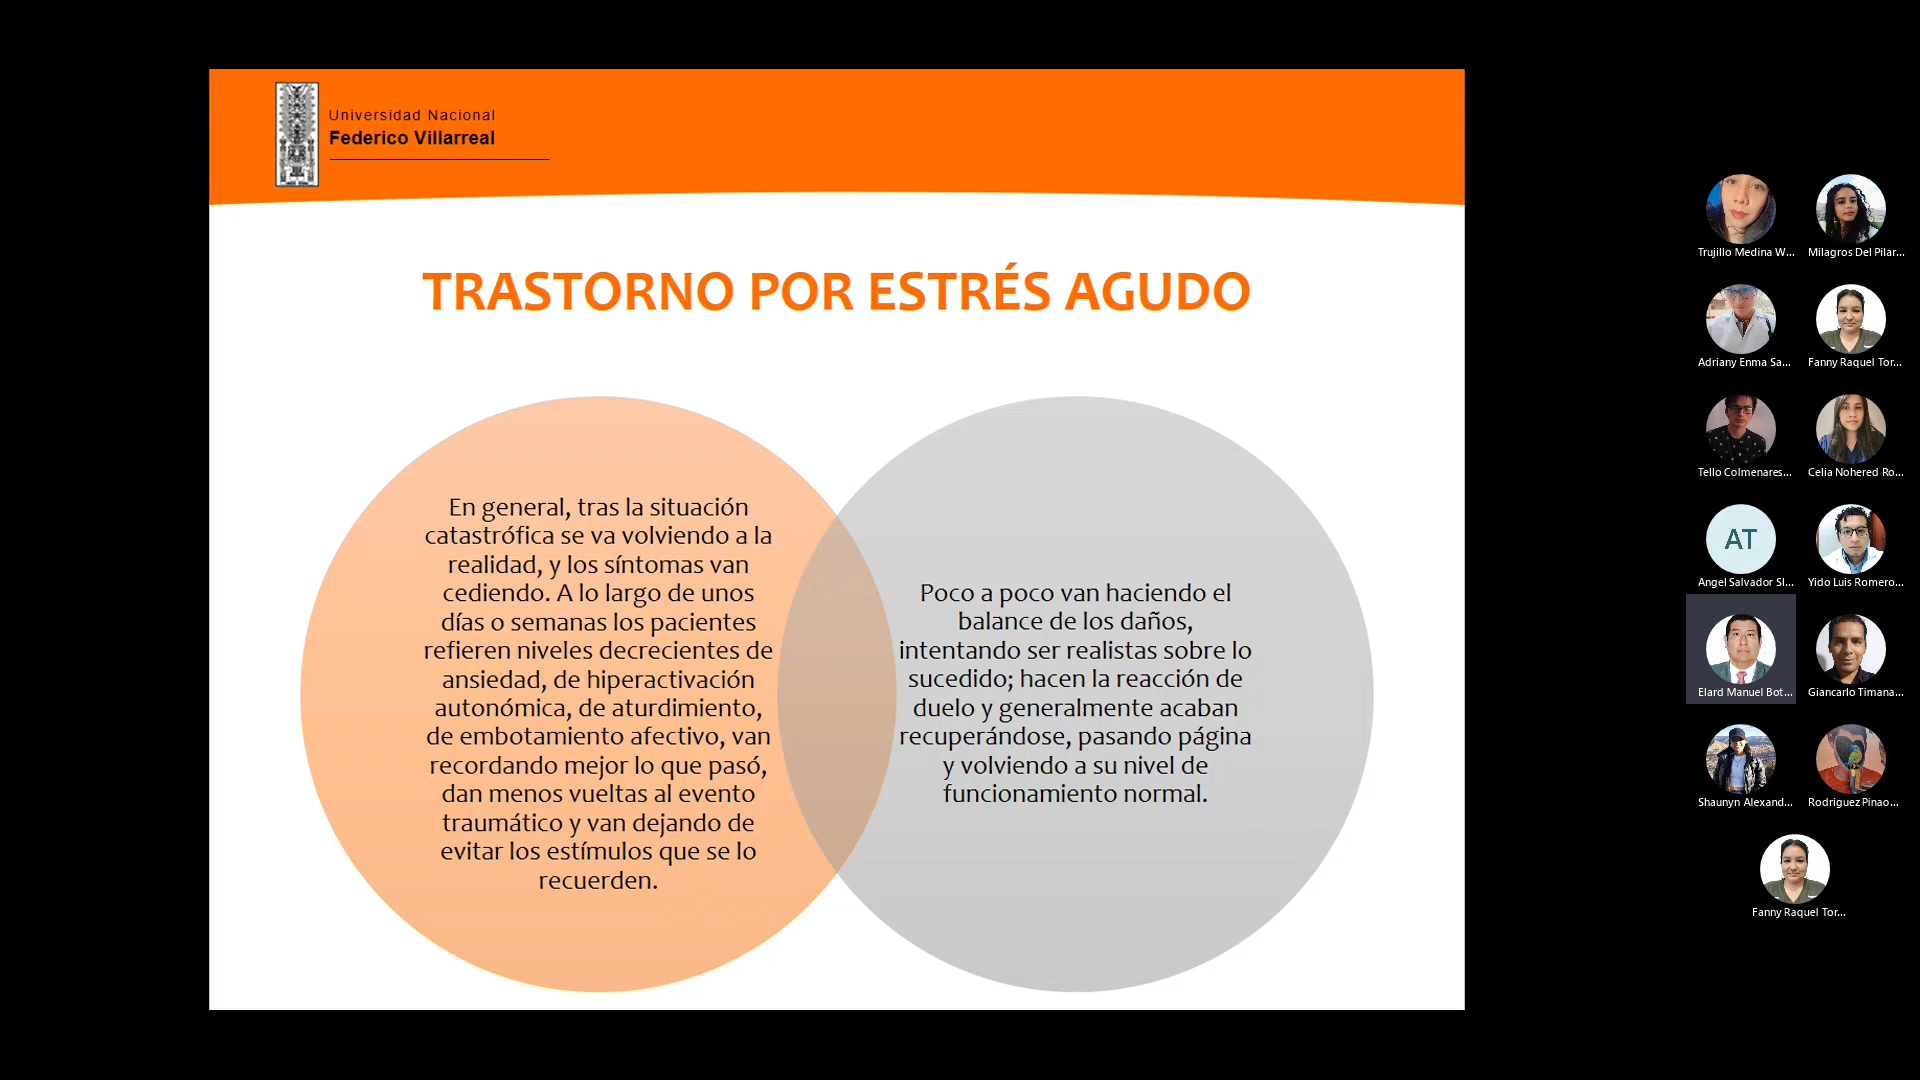 Universidad Nacional
Federico Villarreal
TRASTORNO POR ESTRÉS AGUDO
En general, tras la situación
catastrófica se va volviendo a la
realidad, y los síntomas van
cediendo. A lo largo de unos
días o semanas los pacientes
refieren niveles decrecientes de
ansiedad, de hiperactivación
autonómica, de aturdimiento,
de embotamiento afectivo, van
recordando mejor lo que pasó,
dan menos vueltas al evento
traumático y van dejando de
evitar los estímulos que se lo
recuerden.
Poco a poco van haciendo el
balance de los daños,
intentando ser realistas sobre lo
sucedido; hacen la reacción de
duelo y generalmente acaban
recuperándose, pasando página
y volviendo a su nivel de
funcionamiento normal.
Trujillo Medina W...
Milagros Del Pilar...
Adriany Enma Sa...
Fanny Raquel Tor...
Tello Colmenares...
Celia Nohered Ro...
AT
Angel Salvador Sl...
Yido Luis Romero...
Elard Manuel Bot...
Giancarlo Timana...
Shaunyn Alexand...
Rodriguez Pinao...
Fanny Raquel Tor...